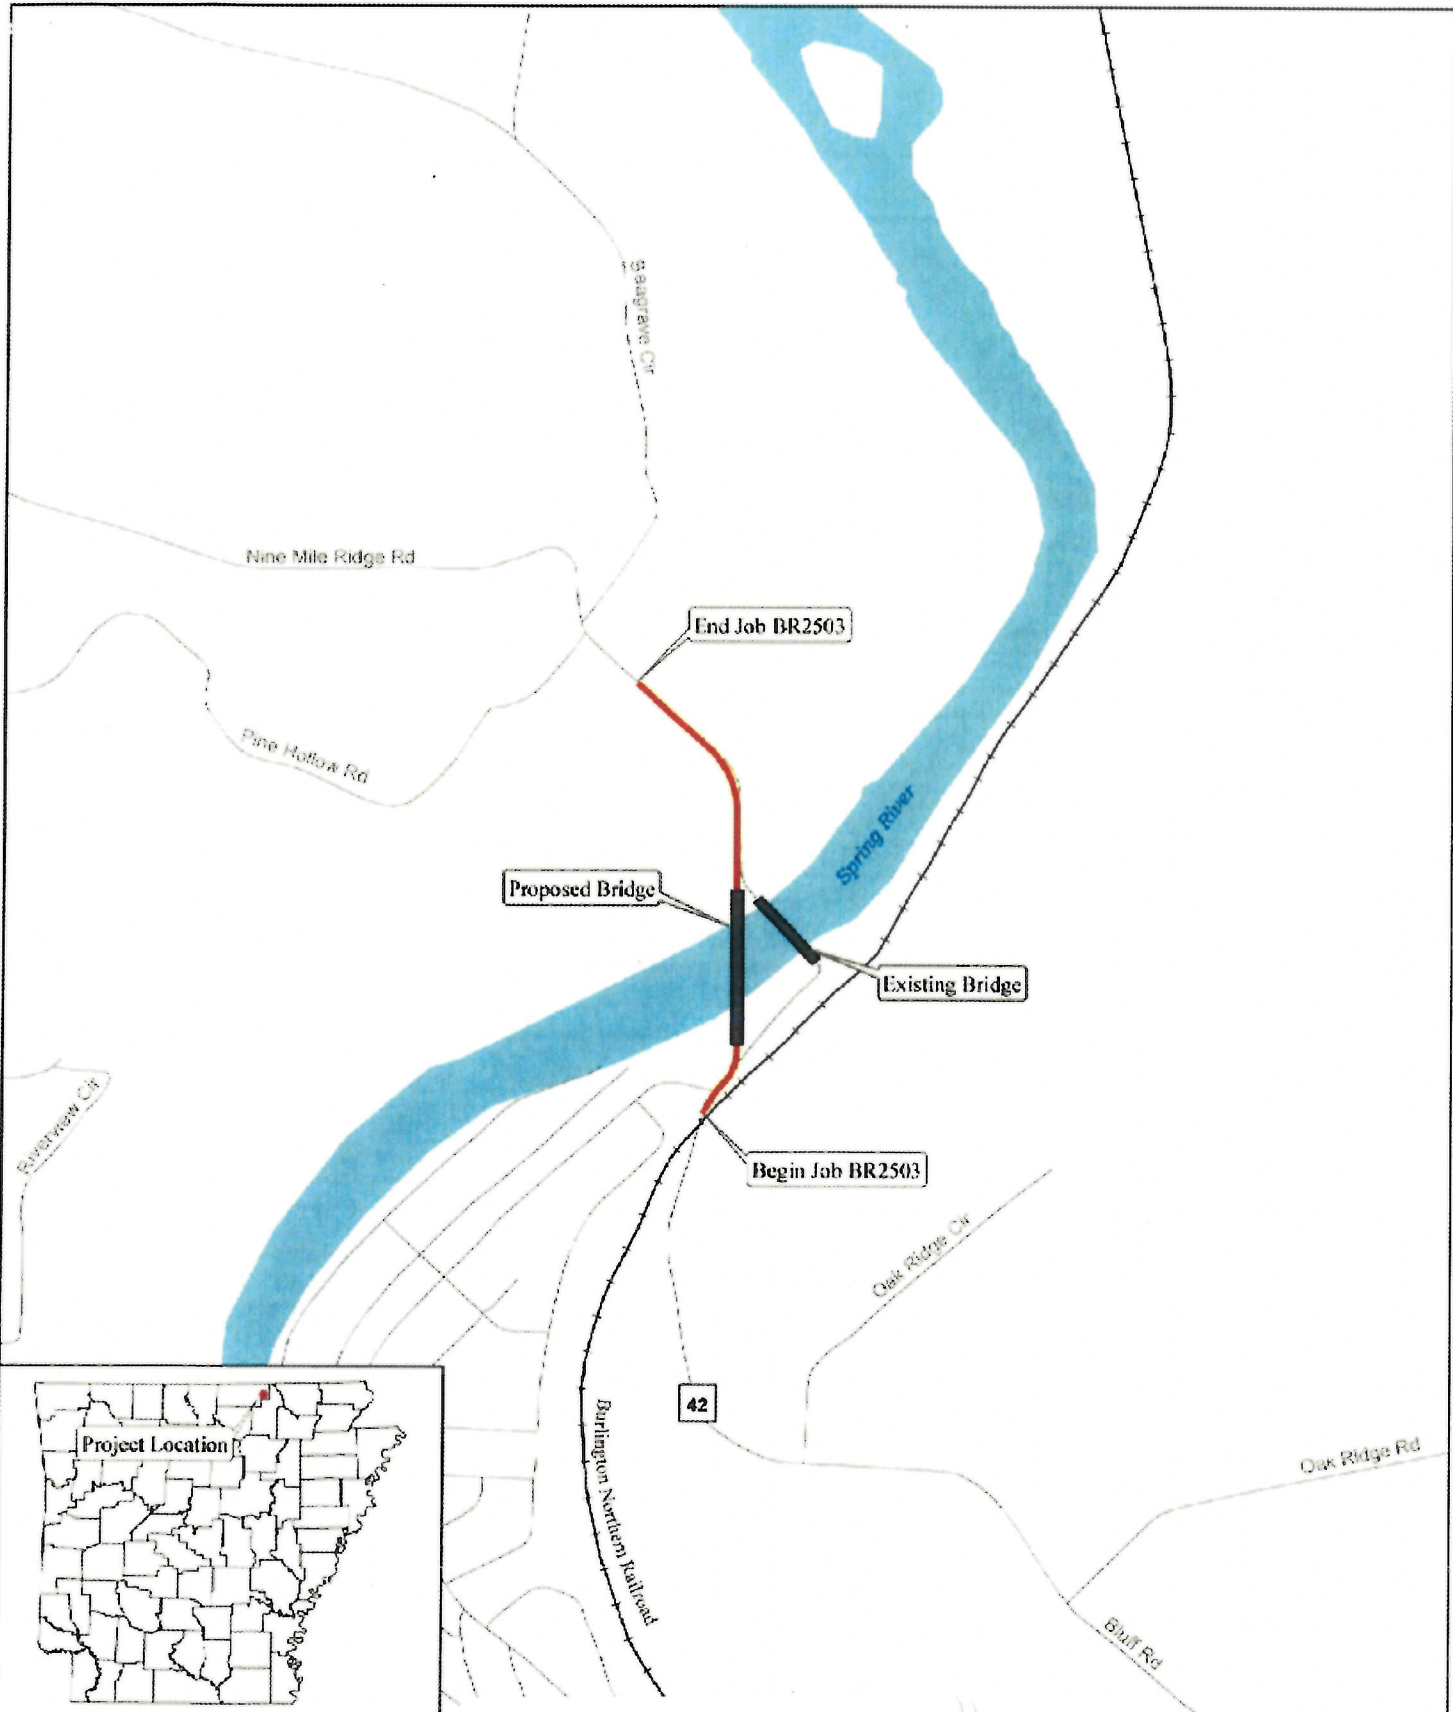 Seagrave Cir
Nine Mile Ridge Rd
End Job BR2503
Pine Hollow Rd
Spring River
Proposed Bridge
Existing Bridge
Riverview Cir
Begin Job BR2503
Oak Ridge Cir
42
Burlington Northern Railroad
Project Location
Oak Ridge Rd
Bluff Rd